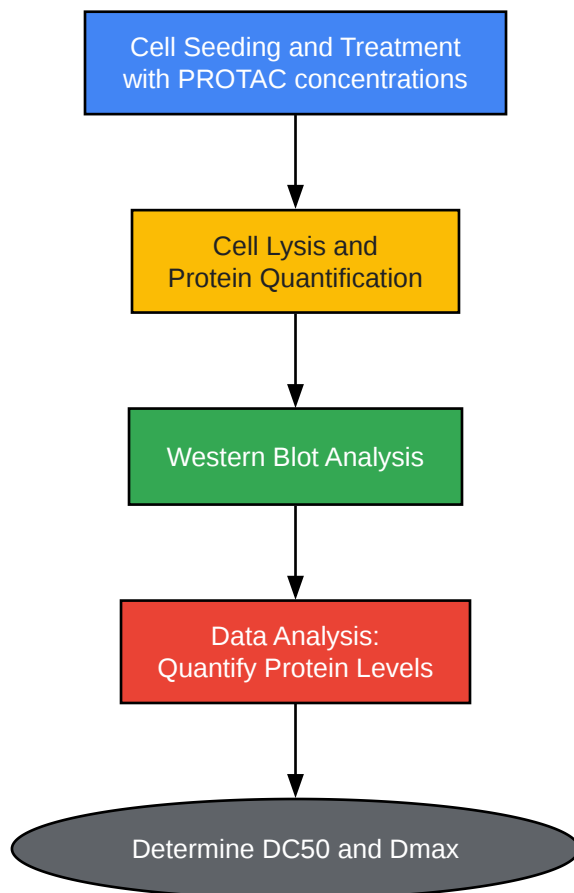 Cell Seeding and Treatment
with PROTAC concentrations
Cell Lysis and
Protein Quantification
Western Blot Analysis
Data Analysis:
Quantify Protein Levels
Determine DC50 and Dmax